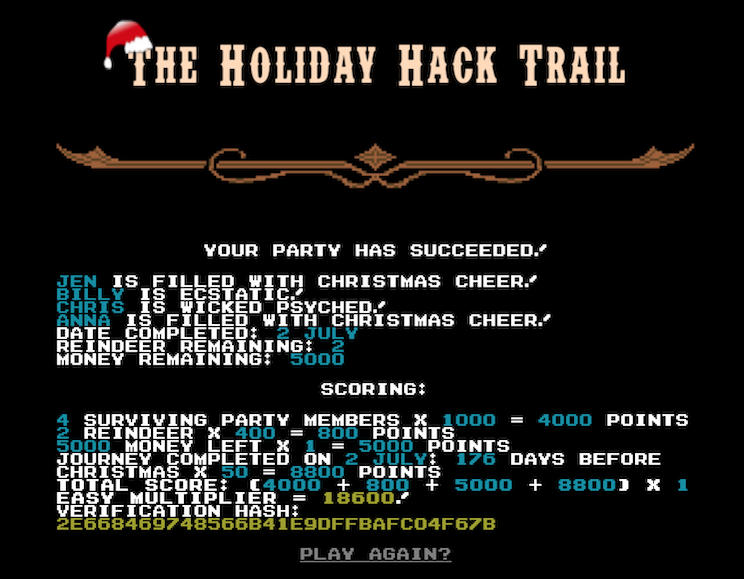 THE HOLIDAY HACK TRAIL
YOUR PARTY HAS SUCCEEDED!
JEN IS FILLED WITH CHRISTMAS CHEER!
BILLY IS ECSTATIC!
CHRIS IS WICKED PSYCHED!
ANNA IS FILLED WITH CHRISTMAS CHEER!
DATE COMPLETED: 2 JULY
REINDEER REMAINING: 2
MONEY REMAINING: 5000
SCORING:
4 SURVIVING PARTY MEMBERS X 1000 = 4000 POINTS
2 REINDEER X 400 = 800 POINTS
5000 MONEY LEFT X 1 = 5000 POINTS
JOURNEY COMPLETED ON 2 JULY: 176 DAYS BEFORE
CHRISTMAS X 50 = 8800 POINTS
TOTAL SCORE: (4000 + 800 + 5000 + 8800) X 1
EASY MULTIPLIER = 18600!
VERIFICATION HASH:
2E668469748566B41E9DFFBAFC04F67B
PLAY AGAIN?